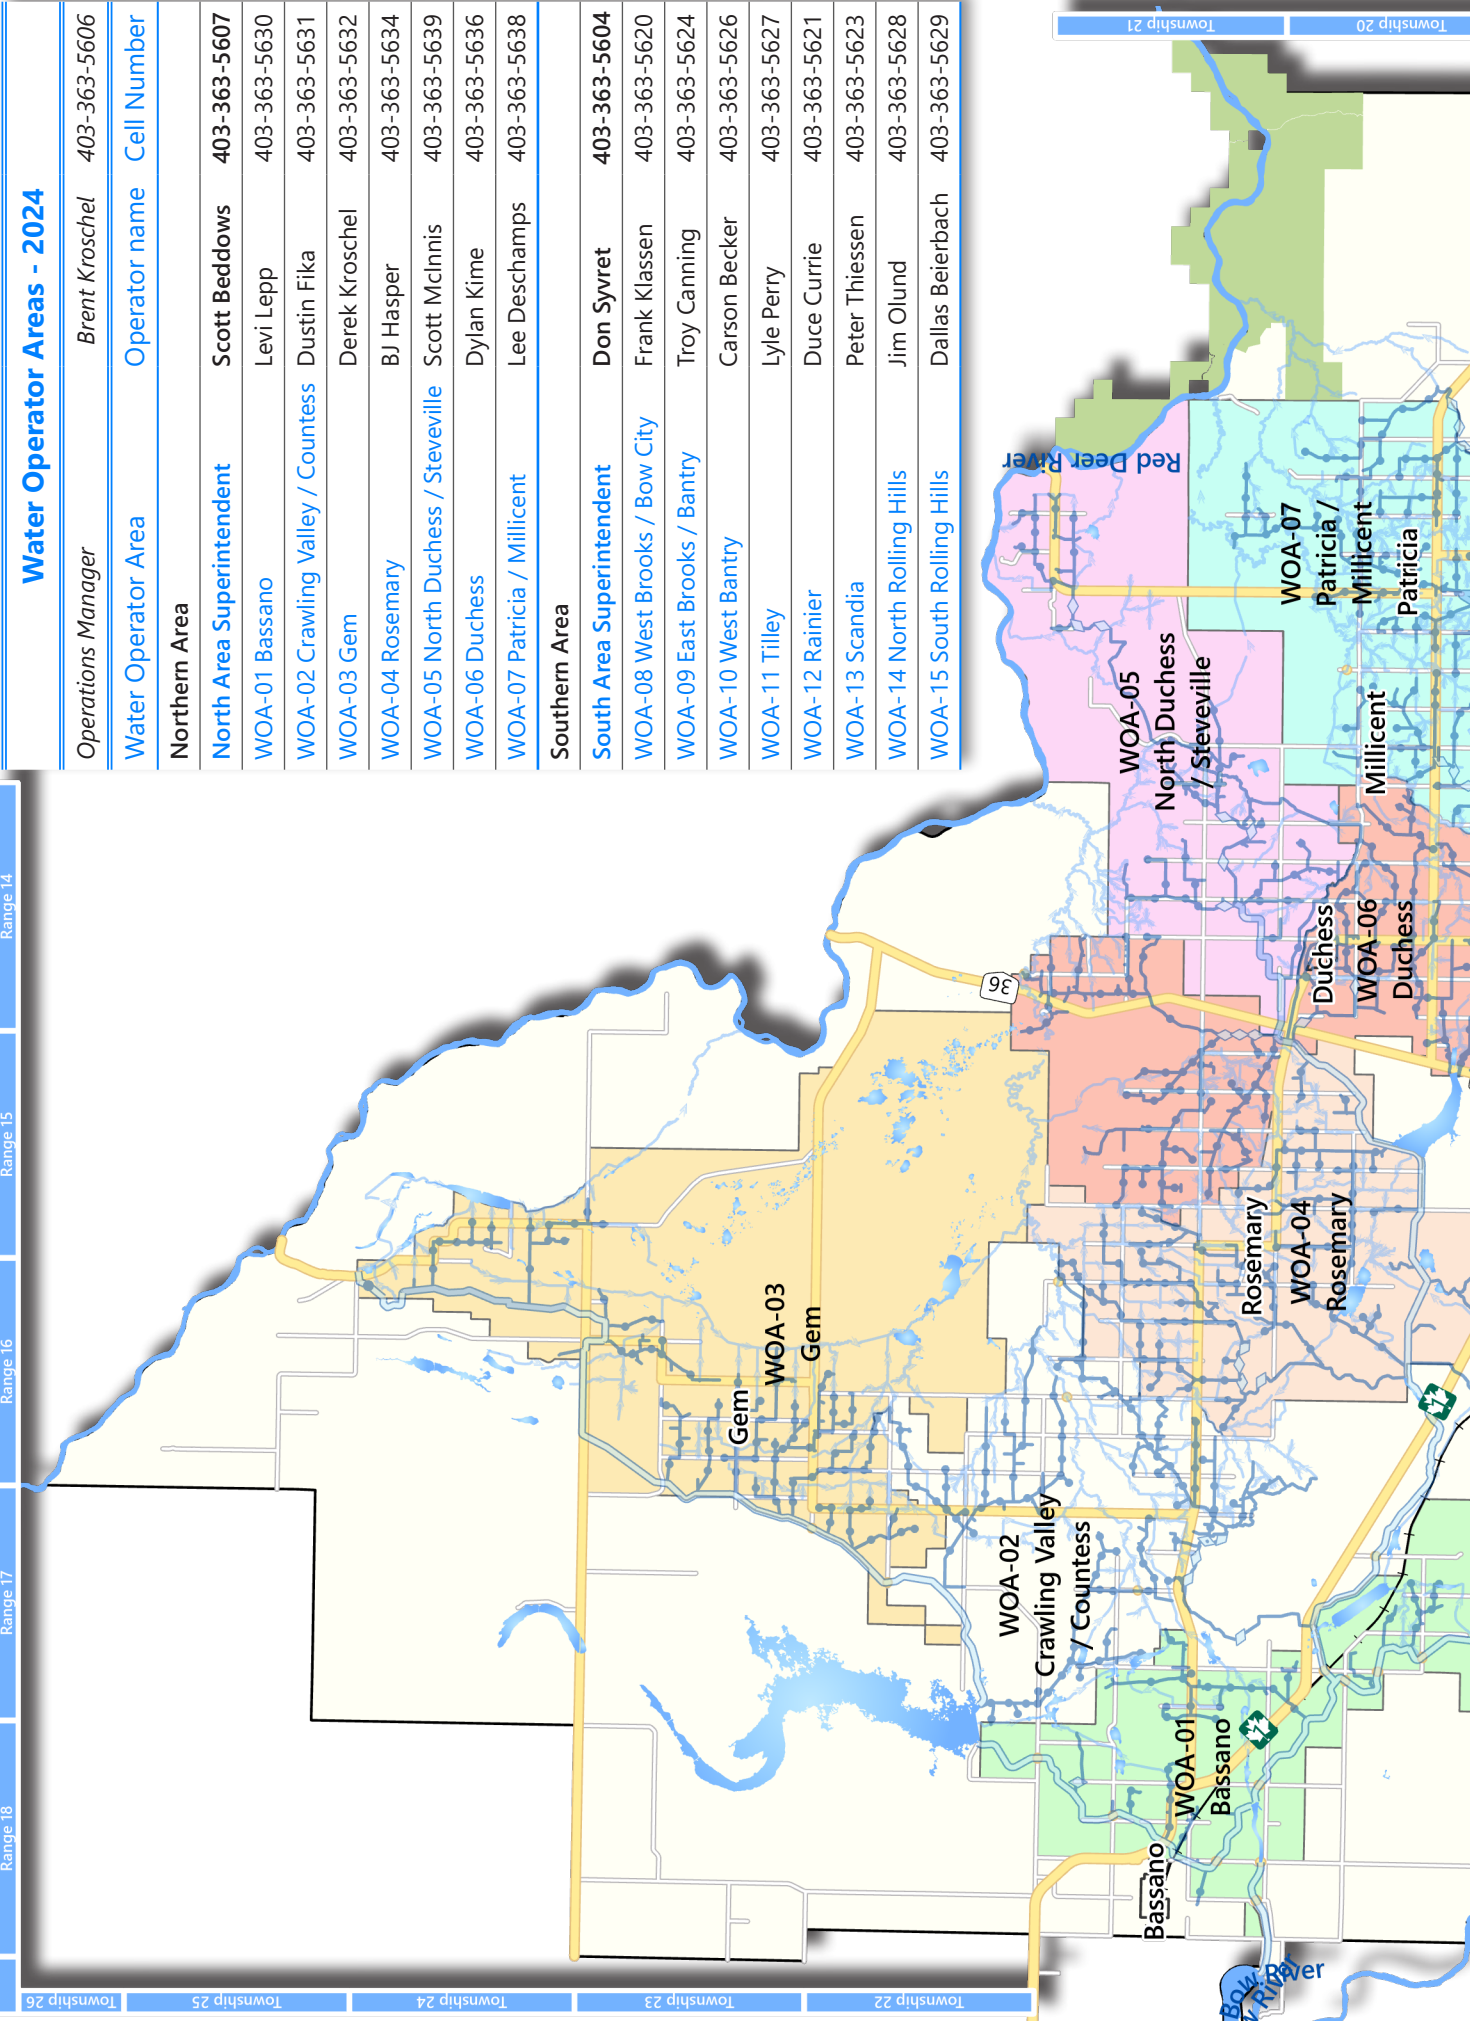 Water Operator Areas - 2024
Operations Manager Brent Kroschel 403-363-5606
Water Operator Area Operator name Cell Number
Northern Area
North Area Superintendent Scott Beddows 403-363-5607
WOA-01 Bassano Levi Lepp 403-363-5630
WOA-02 Crawling Valley / Countess Dustin Fika 403-363-5631
WOA-03 Gem Derek Kroschel 403-363-5632
WOA-04 Rosemary BJ Hasper 403-363-5634
WOA-05 North Duchess / Steveville Scott McInnis 403-363-5639
WOA-06 Duchess Dylan Kime 403-363-5636
WOA-07 Patricia / Millicent Lee Deschamps 403-363-5638
Southern Area
South Area Superintendent Don Syvret 403-363-5604
WOA-08 West Brooks / Bow City Frank Klassen 403-363-5620
WOA-09 East Brooks / Bantry Troy Canning 403-363-5624
WOA-10 West Bantry Carson Becker 403-363-5626
WOA-11 Tilley Lyle Perry 403-363-5627
WOA-12 Rainier Duce Currie 403-363-5621
WOA-13 Scandia Peter Thiessen 403-363-5623
WOA-14 North Rolling Hills Jim Olund 403-363-5628
WOA-15 South Rolling Hills Dallas Beierbach 403-363-5629
Range 18
Range 17
Range 16
Range 15
Range 14
Township 26
Township 25
Township 24
Township 23
Township 22
Township 21
Township 20
Red Deer River
36
WOA-03
Gem
Gem
WOA-02
Crawling Valley
/ Countess
WOA-05
North Duchess
/ Steveville
WOA-07
Patricia /
Millicent
Patricia
Millicent
Duchess
WOA-06
Duchess
Rosemary
WOA-04
Rosemary
WOA-01
Bassano
Bassano
1
1
Bow River
w River